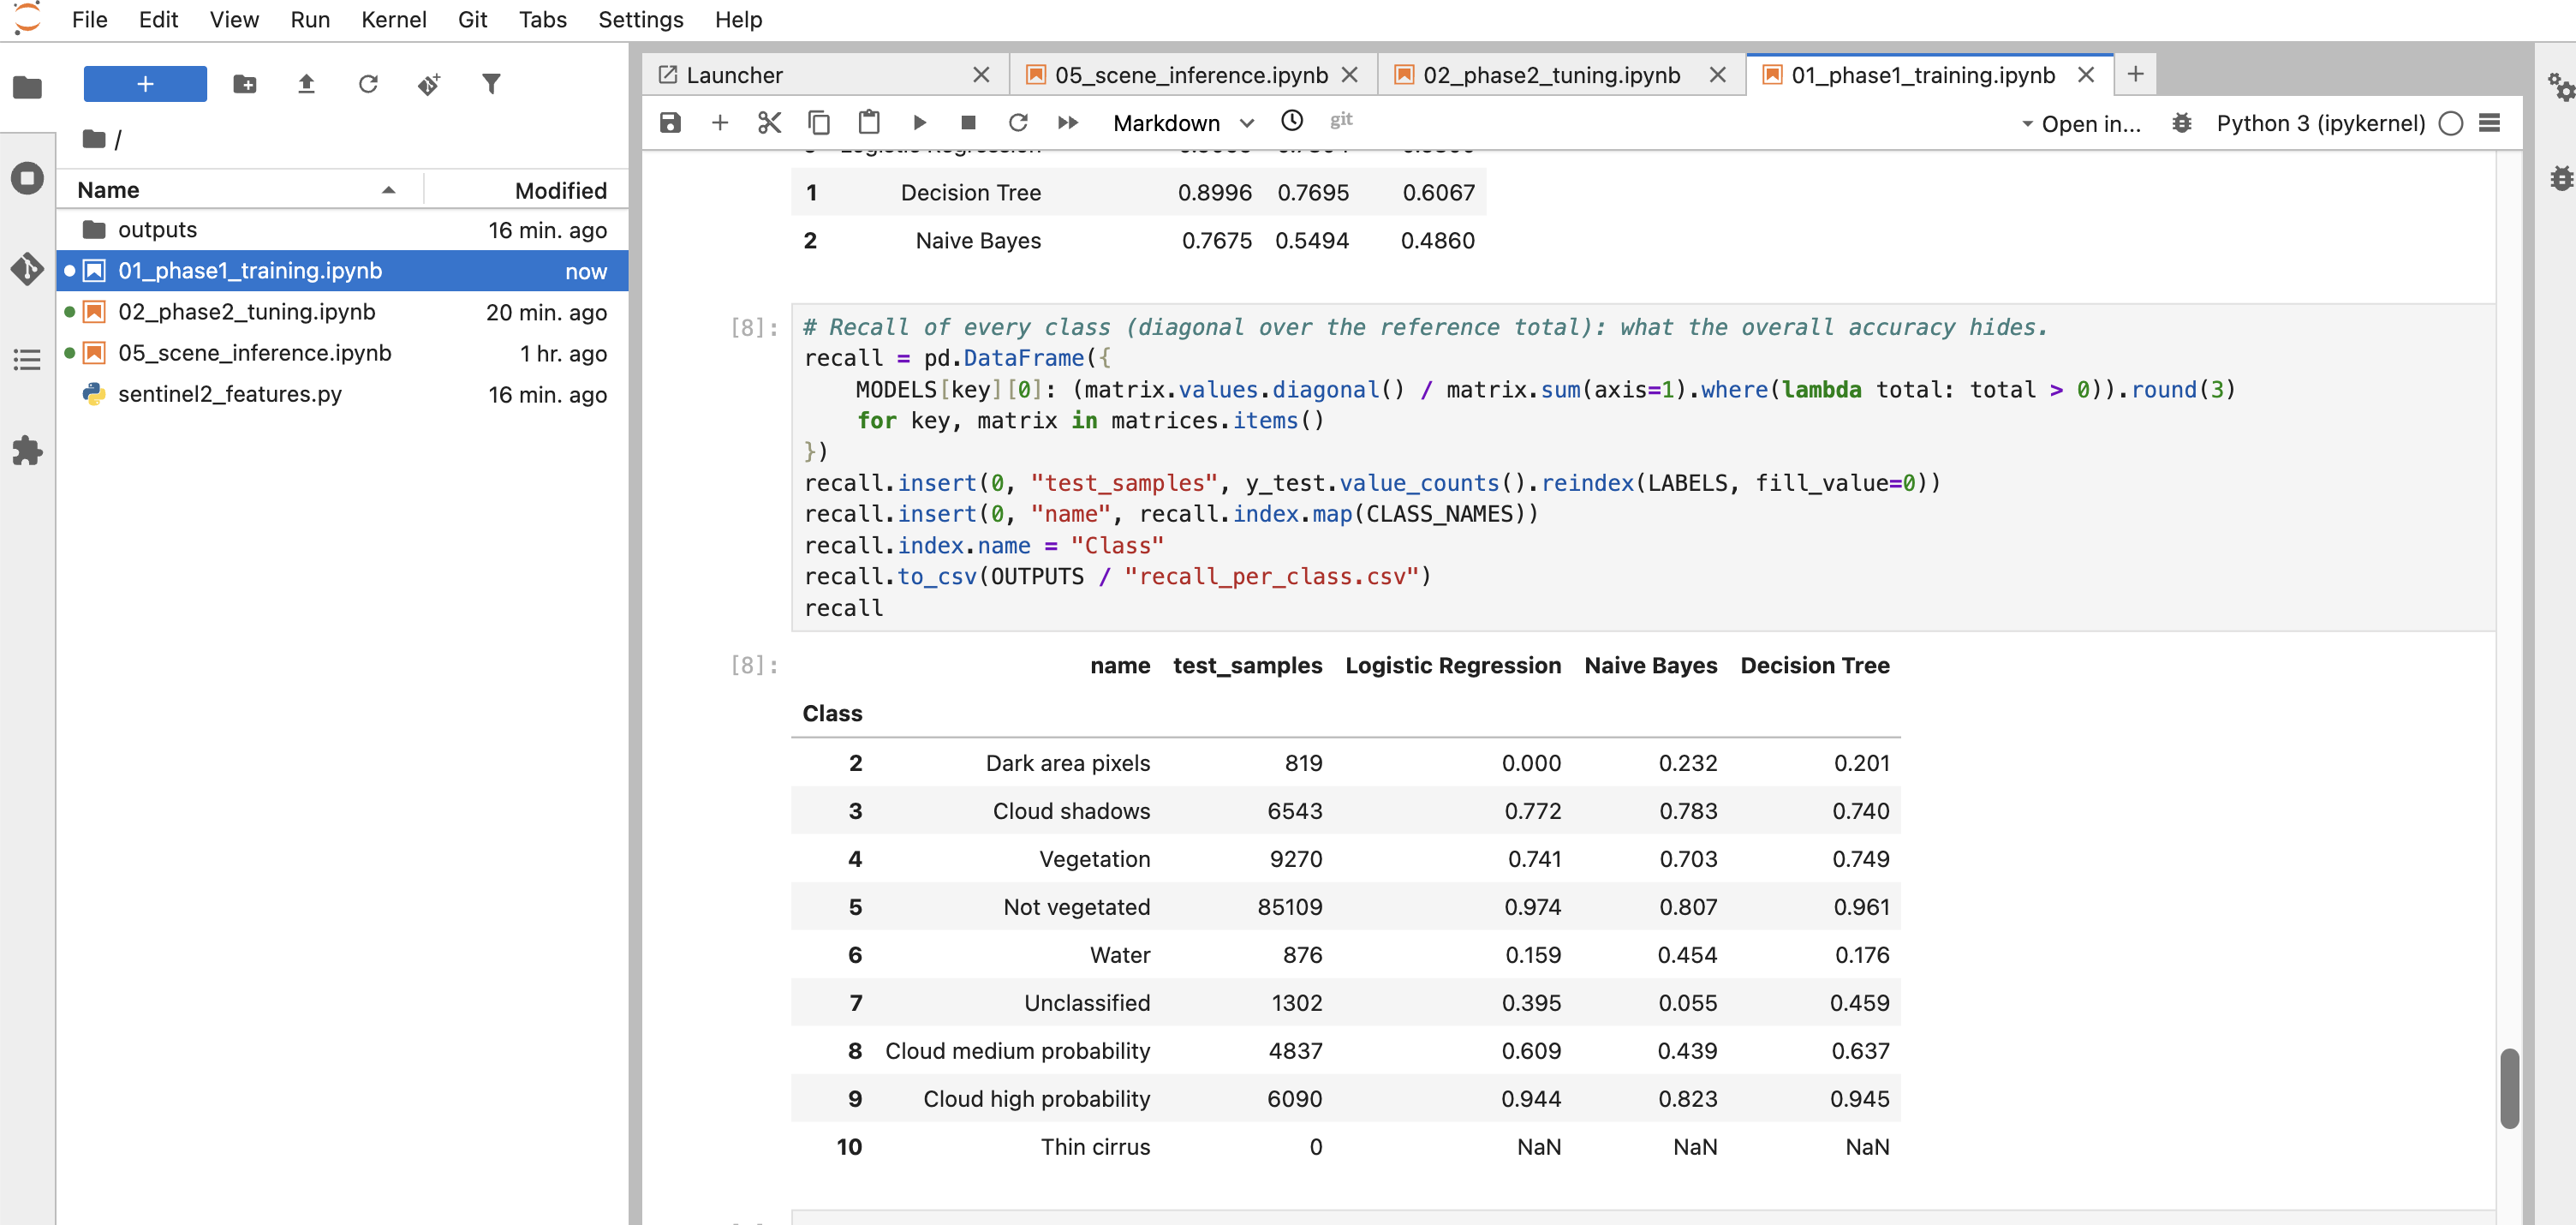 File Edit View Run Kernel Git Tabs Settings Help
Launcher 05_scene_inference.ipynb 02_phase2_tuning.ipynb 01_phase1_training.ipynb
Markdown git Open in... Python 3 (ipykernel)
/
Name Modified
outputs 16 min. ago
01_phase1_training.ipynb now
02_phase2_tuning.ipynb 20 min. ago
05_scene_inference.ipynb 1 hr. ago
sentinel2_features.py 16 min. ago
Logistic Regression
1 Decision Tree 0.8996 0.7695 0.6067
2 Naive Bayes 0.7675 0.5494 0.4860
[8]: # Recall of every class (diagonal over the reference total): what the overall accuracy hides.
recall = pd.DataFrame({
MODELS[key][0]: (matrix.values.diagonal() / matrix.sum(axis=1).where(lambda total: total > 0)).round(3)
for key, matrix in matrices.items()
})
recall.insert(0, "test_samples", y_test.value_counts().reindex(LABELS, fill_value=0))
recall.insert(0, "name", recall.index.map(CLASS_NAMES))
recall.index.name = "Class"
recall.to_csv(OUTPUTS / "recall_per_class.csv")
recall
[8]: name test_samples Logistic Regression Naive Bayes Decision Tree
Class
2 Dark area pixels 819 0.000 0.232 0.201
3 Cloud shadows 6543 0.772 0.783 0.740
4 Vegetation 9270 0.741 0.703 0.749
5 Not vegetated 85109 0.974 0.807 0.961
6 Water 876 0.159 0.454 0.176
7 Unclassified 1302 0.395 0.055 0.459
8 Cloud medium probability 4837 0.609 0.439 0.637
9 Cloud high probability 6090 0.944 0.823 0.945
10 Thin cirrus 0 NaN NaN NaN